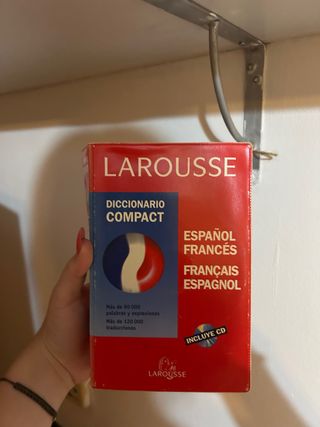 LAROUSSE
DICCIONARIO
COMPACT
ESPAÑOL
FRANCÉS
FRANÇAIS
ESPAGNOL
Más de 90 000
palabras y expresiones
Más de 120 000
traducciones
INCLUYE CD
LAROUSSE